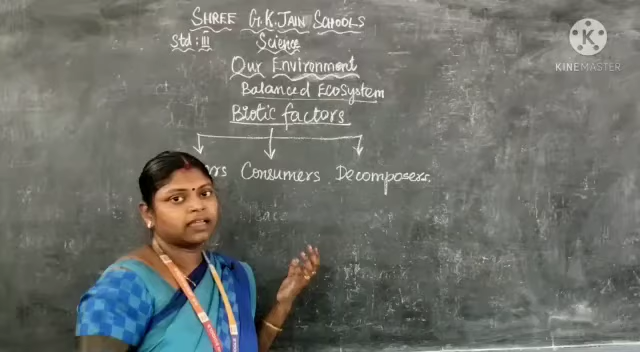 SHREE G.K. JAIN SCHOOLS
Std : III Science
Our Environment
Balanced EcoSystem
Biotic factors
Consumers Decomposers
KINEMASTER